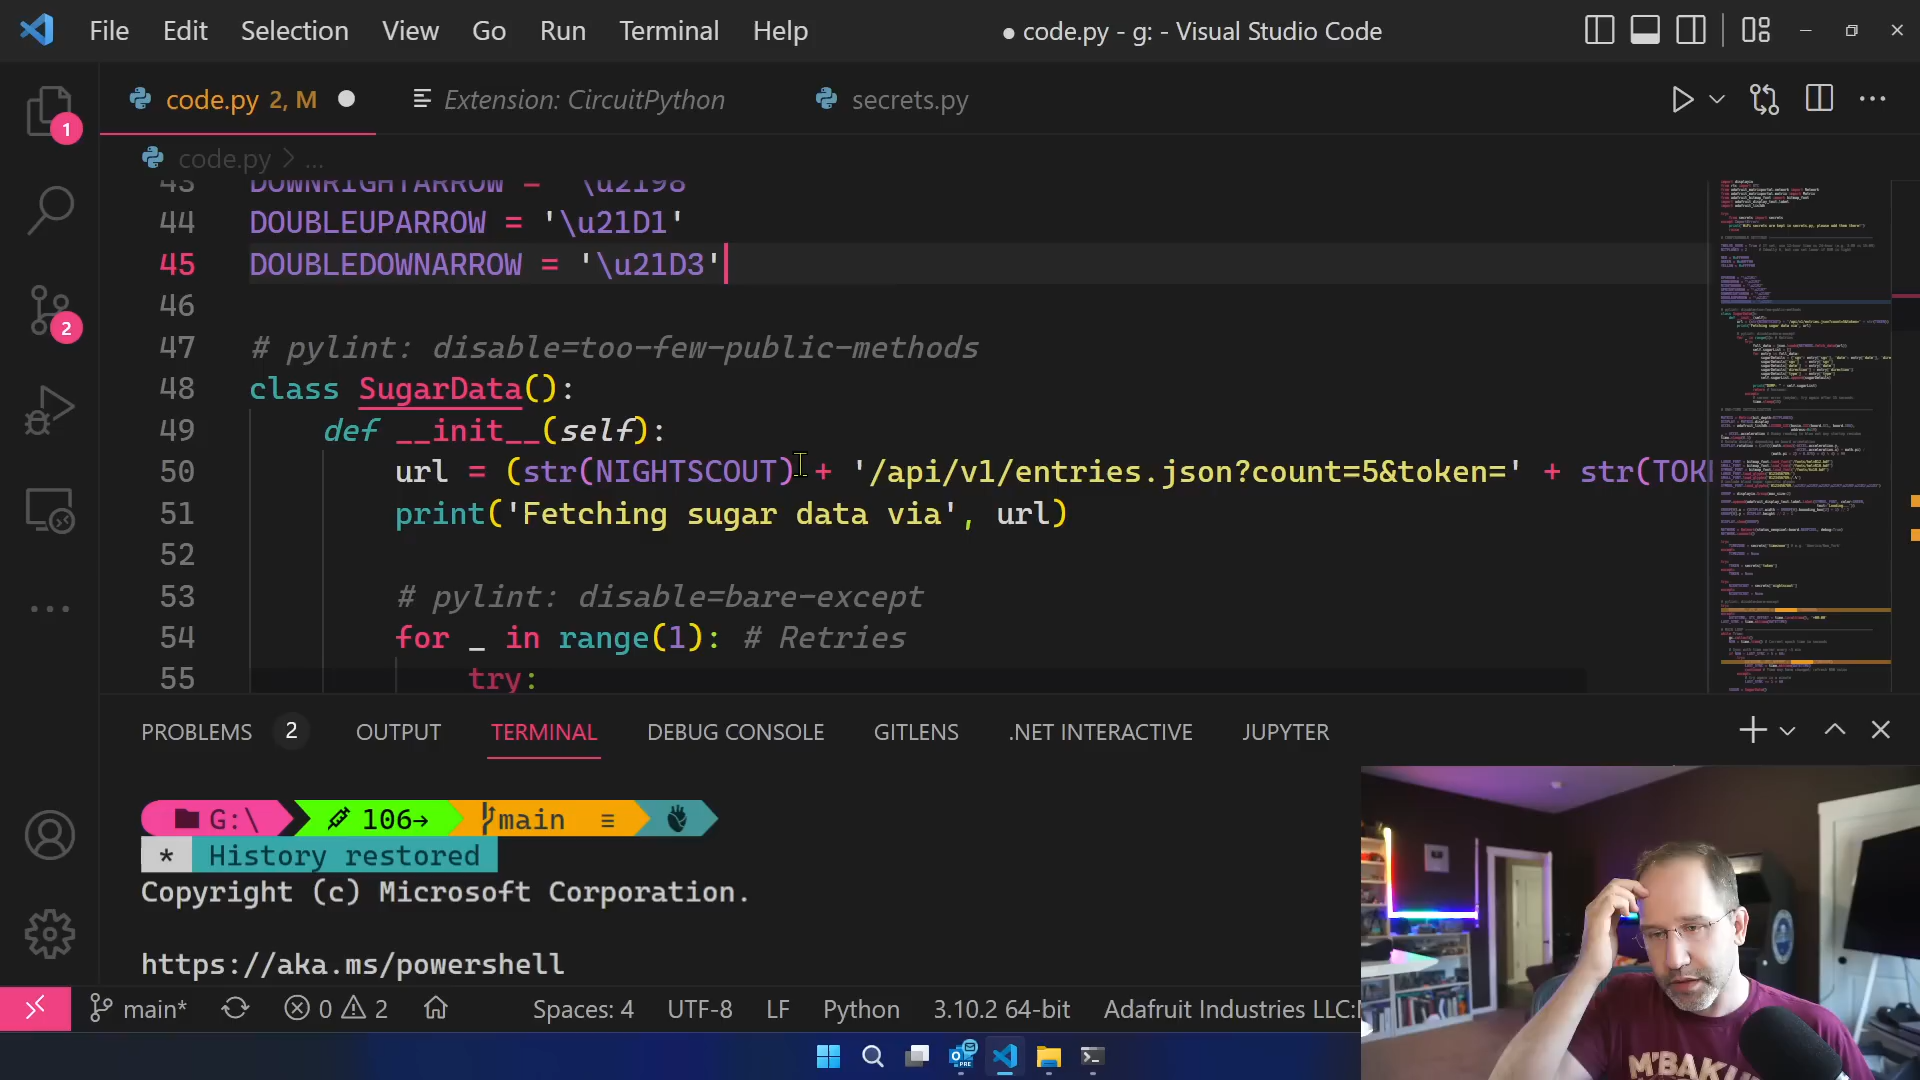 File Edit Selection View Go Run Terminal Help
● code.py - g: - Visual Studio Code
code.py 2, M
Extension: CircuitPython
secrets.py
1
code.py > ...
43 DOWNRIGHTARROW = '\u2198'
44 DOUBLEUPARROW = '\u21D1'
45 DOUBLEDOWNARROW = '\u21D3'
46
47 # pylint: disable=too-few-public-methods
48 class SugarData():
49 def __init__(self):
50 url = (str(NIGHTSCOUT) + '/api/v1/entries.json?count=5&token=' + str(TOK
51 print('Fetching sugar data via', url)
52
53 # pylint: disable=bare-except
54 for _ in range(1): # Retries
55 try:
2
PROBLEMS 2 OUTPUT TERMINAL DEBUG CONSOLE GITLENS .NET INTERACTIVE JUPYTER
G:\ 106→ main ≡
* History restored
Copyright (c) Microsoft Corporation.
https://aka.ms/powershell
main* 0 2 Spaces: 4 UTF-8 LF Python 3.10.2 64-bit Adafruit Industries LLC:
M'BAKU